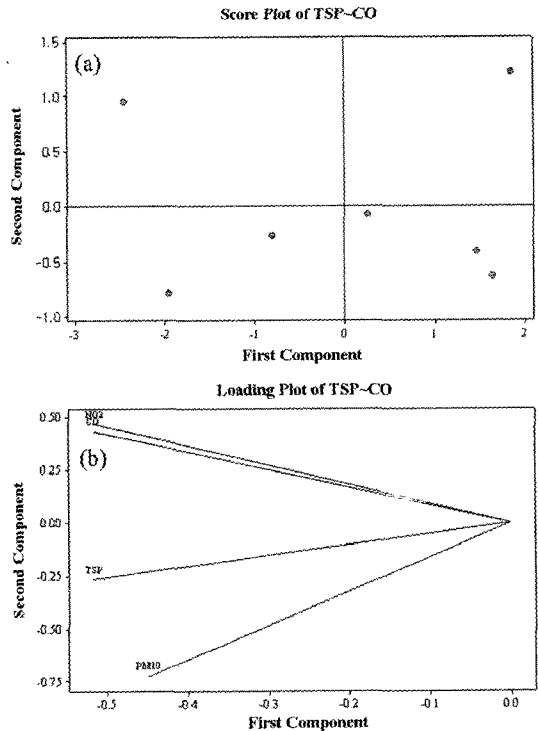 Score Plot of TSP~CO
(a)
1.5
1.0
0.5
0.0
-0.5
-1.0
-3
-2
-1
0
1
2
Second Component
First Component
Loading Plot of TSP~CO
(b)
0.50
0.25
0.00
-0.25
-0.50
-0.75
NO2
CO
TSP
PM10
-0.5
-0.4
-0.3
-0.2
-0.1
0.0
Second Component
First Component